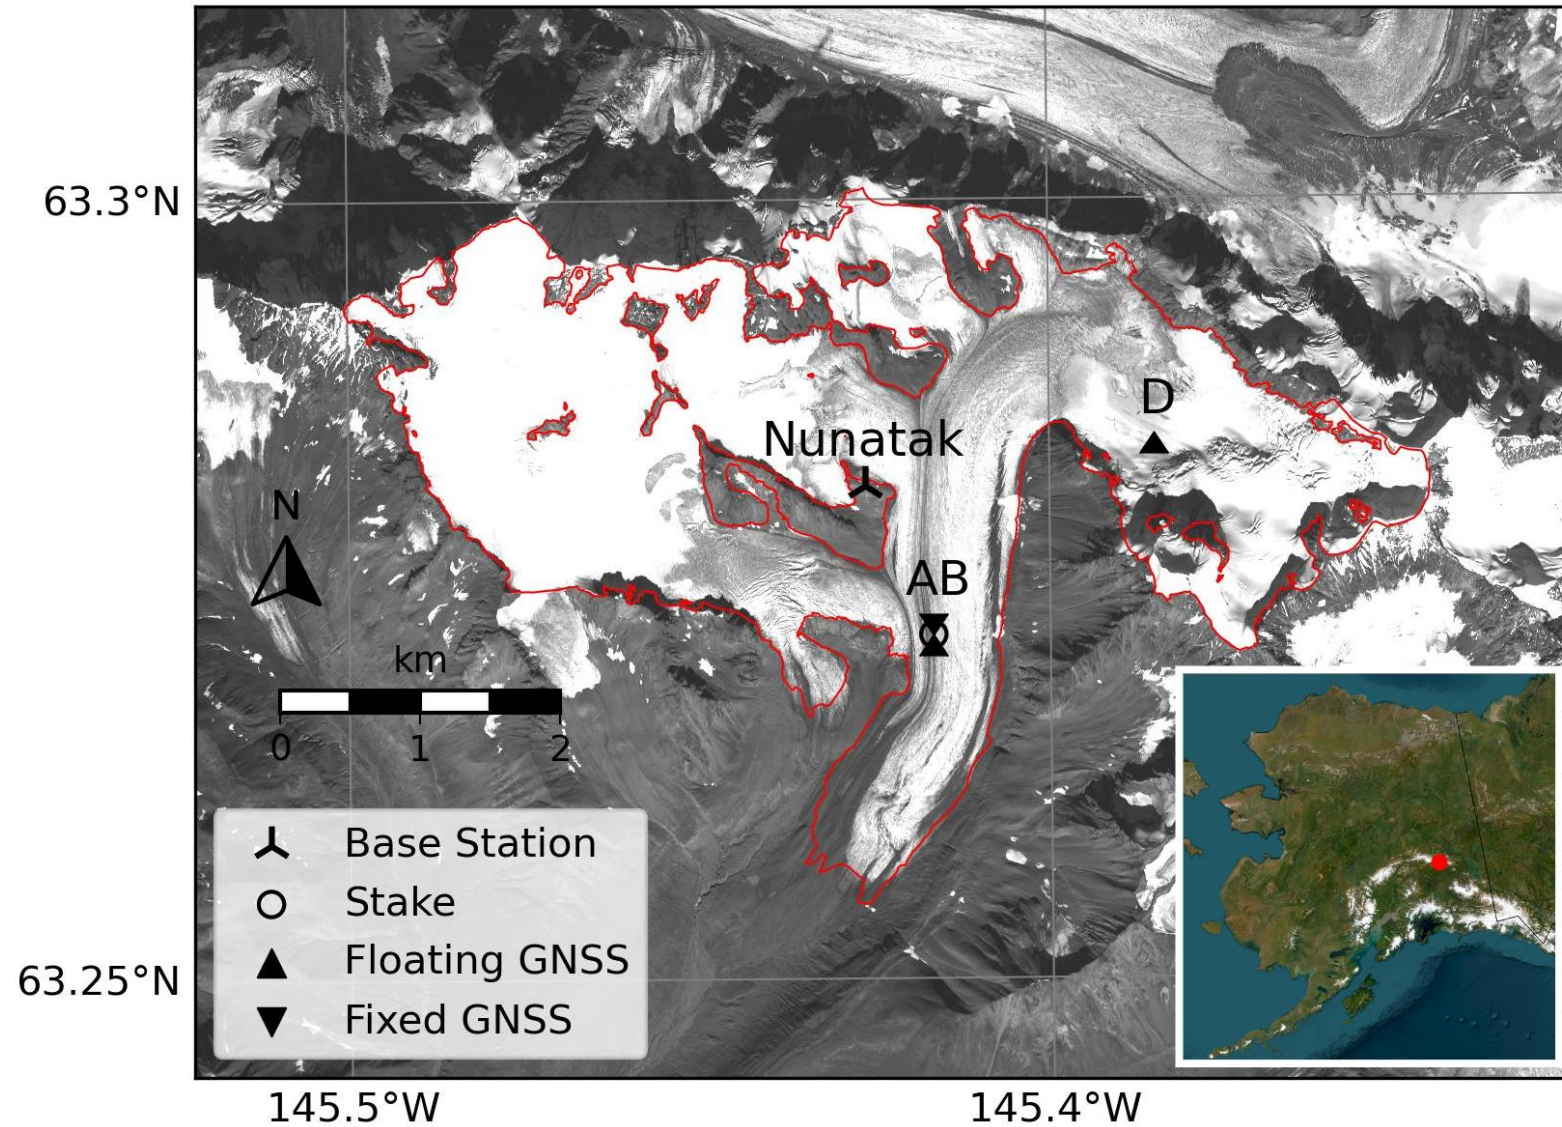 63.3°N
D
Nunatak
N
AB
km
0 1 2
Base Station
Stake
Floating GNSS
Fixed GNSS
63.25°N
145.5°W 145.4°W